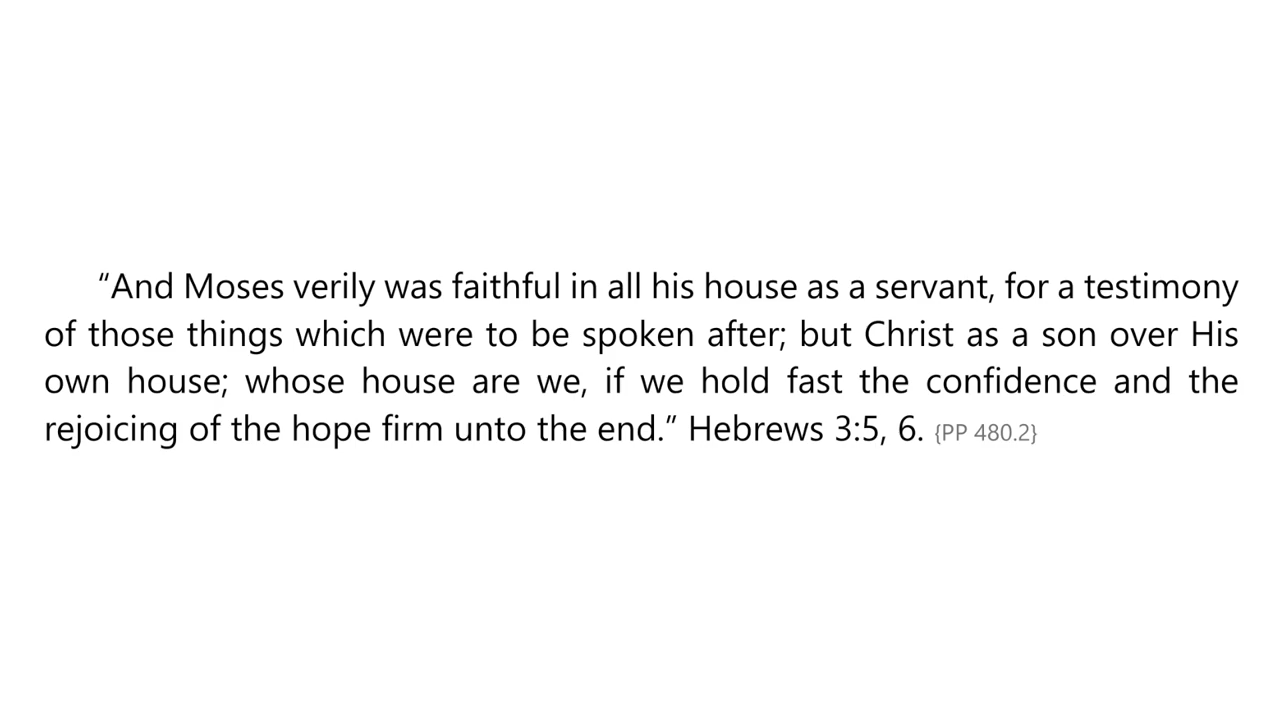 “And Moses verily was faithful in all his house as a servant, for a testimony
of those things which were to be spoken after; but Christ as a son over His
own house; whose house are we, if we hold fast the confidence and the
rejoicing of the hope firm unto the end.” Hebrews 3:5, 6. {PP 480.2}